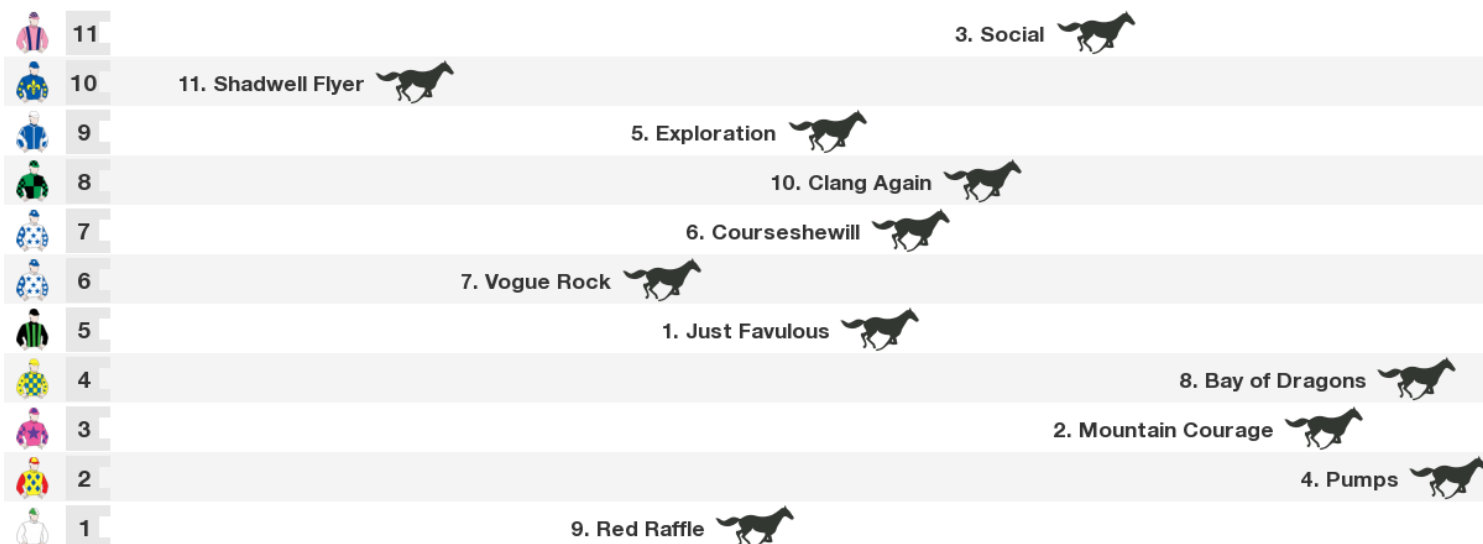 11 3. Social
10 11. Shadwell Flyer
9 5. Exploration
8 10. Clang Again
7 6. Courseshewill
6 7. Vogue Rock
5 1. Just Favulous
4 8. Bay of Dragons
3 2. Mountain Courage
2 4. Pumps
1 9. Red Raffle